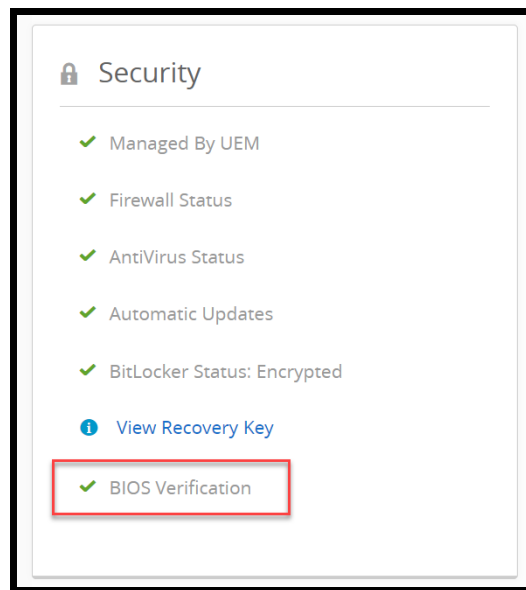 Security
Managed By UEM
Firewall Status
AntiVirus Status
Automatic Updates
BitLocker Status: Encrypted
View Recovery Key
BIOS Verification